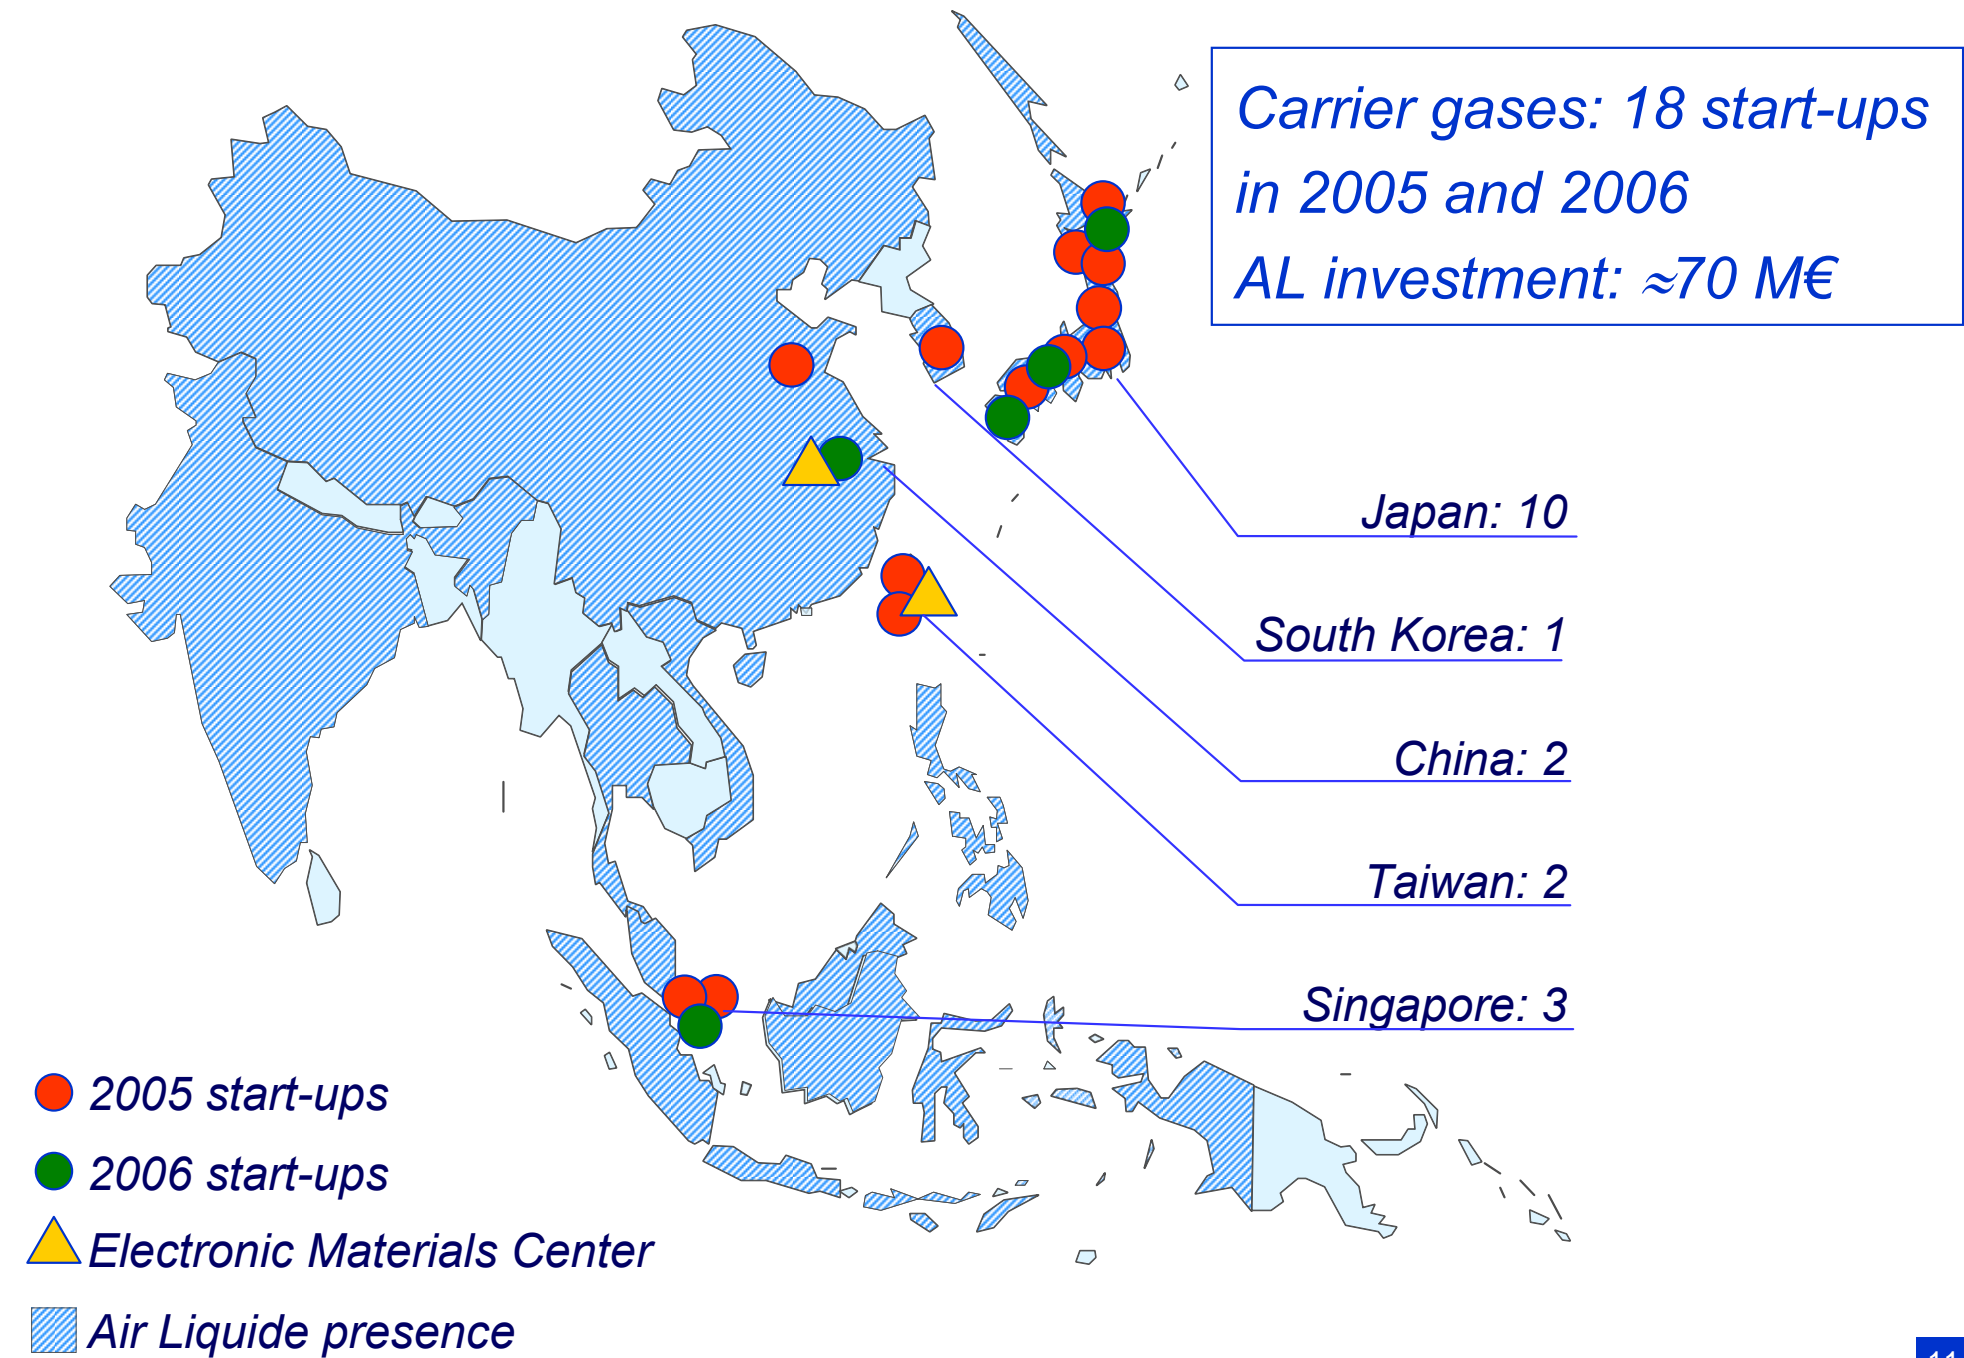 Carrier gases: 18 start-ups
in 2005 and 2006
AL investment: ≈70 M€
Japan: 10
South Korea: 1
China: 2
Taiwan: 2
Singapore: 3
2005 start-ups
2006 start-ups
Electronic Materials Center
Air Liquide presence
11